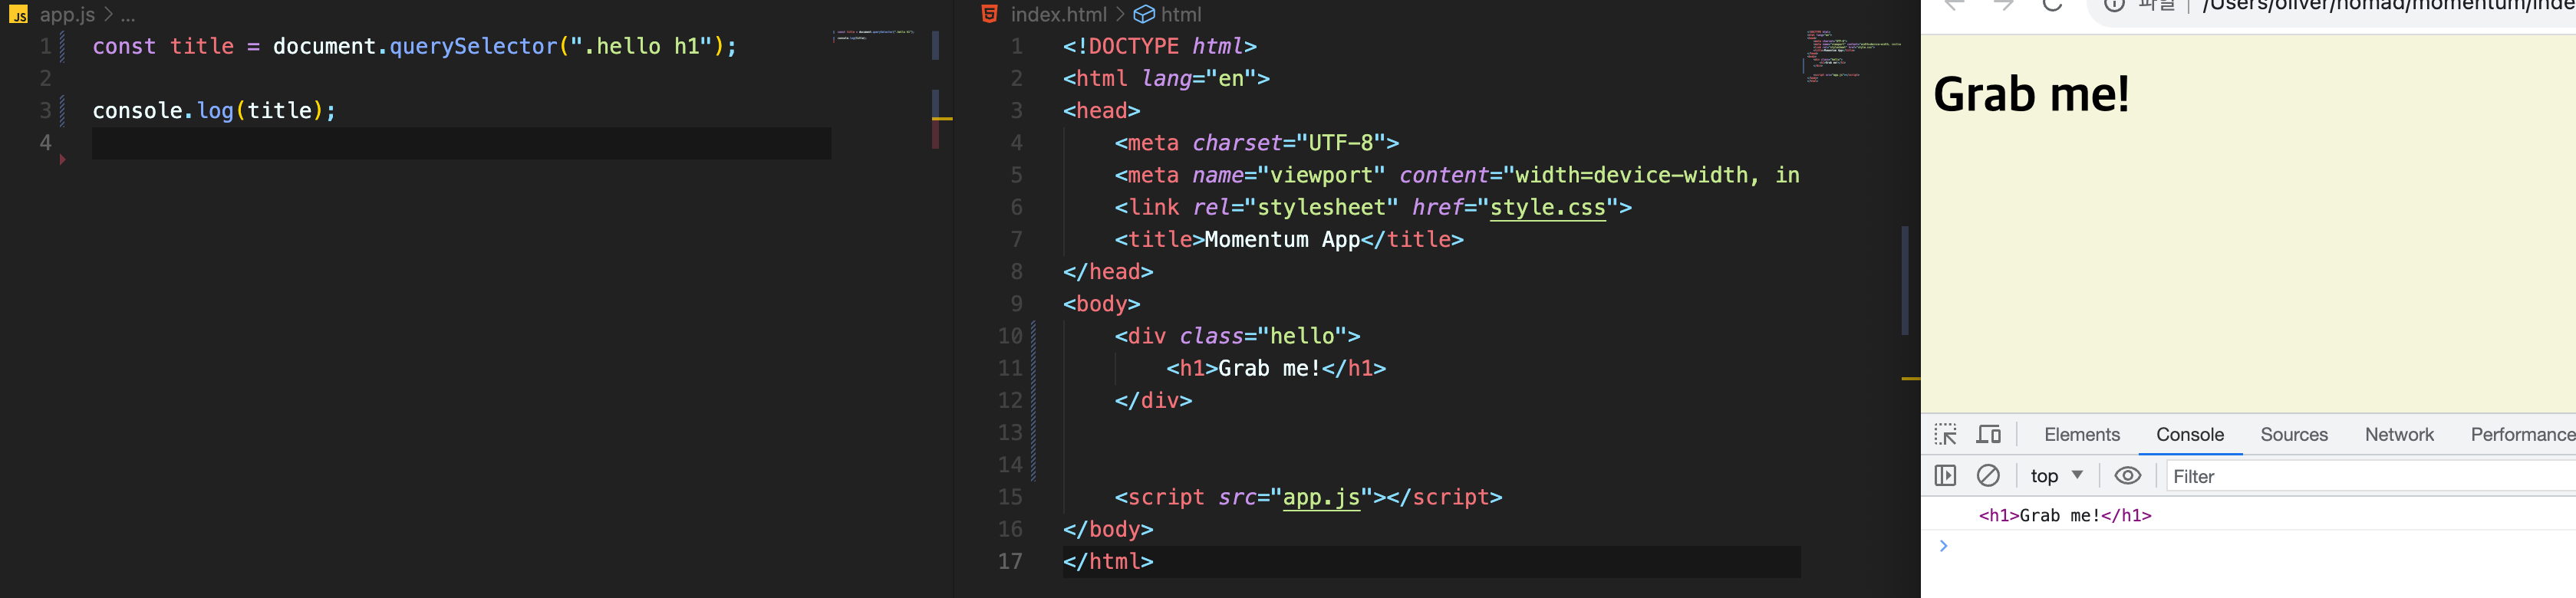 JS app.js > ...
1 const title = document.querySelector(".hello h1");
2
3 console.log(title);
4
index.html > html
1 <!DOCTYPE html>
2 <html lang="en">
3 <head>
4 <meta charset="UTF-8">
5 <meta name="viewport" content="width=device-width, in
6 <link rel="stylesheet" href="style.css">
7 <title>Momentum App</title>
8 </head>
9 <body>
10 <div class="hello">
11 <h1>Grab me!</h1>
12 </div>
13
14
15 <script src="app.js"></script>
16 </body>
17 </html>
파일 | /Users/oliver/nomad/momentum/inde
Grab me!
Elements Console Sources Network Performance
top Filter
<h1>Grab me!</h1>
>